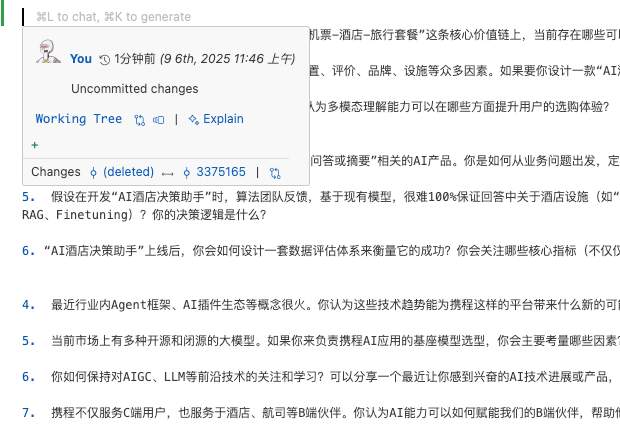 ⌘L to chat, ⌘K to generate
机票-酒店-旅行套餐”这条核心价值链上，当前存在哪些可
You 1分钟前 (9 6th, 2025 11:46 上午)
置、评价、品牌、设施等众多因素。如果要你设计一款“AI
Uncommitted changes
认为多模态理解能力可以在哪些方面提升用户的选购体验？
Working Tree | Explain
+
问答或摘要”相关的AI产品。你是如何从业务问题出发，定
Changes (deleted) ⟷ 3375165 |
5. 假设在开发“AI酒店决策助手”时，算法团队反馈，基于现有模型，很难100%保证回答中关于酒店设施（如“
RAG、Finetuning）？你的决策逻辑是什么？
6. “AI酒店决策助手”上线后，你会如何设计一套数据评估体系来衡量它的成功？你会关注哪些核心指标（不仅仅
4. 最近行业内Agent框架、AI插件生态等概念很火。你认为这些技术趋势能为携程这样的平台带来什么新的可能
5. 当前市场上有多种开源和闭源的大模型。如果你来负责携程AI应用的基座模型选型，你会主要考量哪些因素？
6. 你如何保持对AIGC、LLM等前沿技术的关注和学习？可以分享一个最近让你感到兴奋的AI技术进展或产品，
7. 携程不仅服务C端用户，也服务于酒店、航司等B端伙伴。你认为AI能力可以如何赋能我们的B端伙伴，帮助他